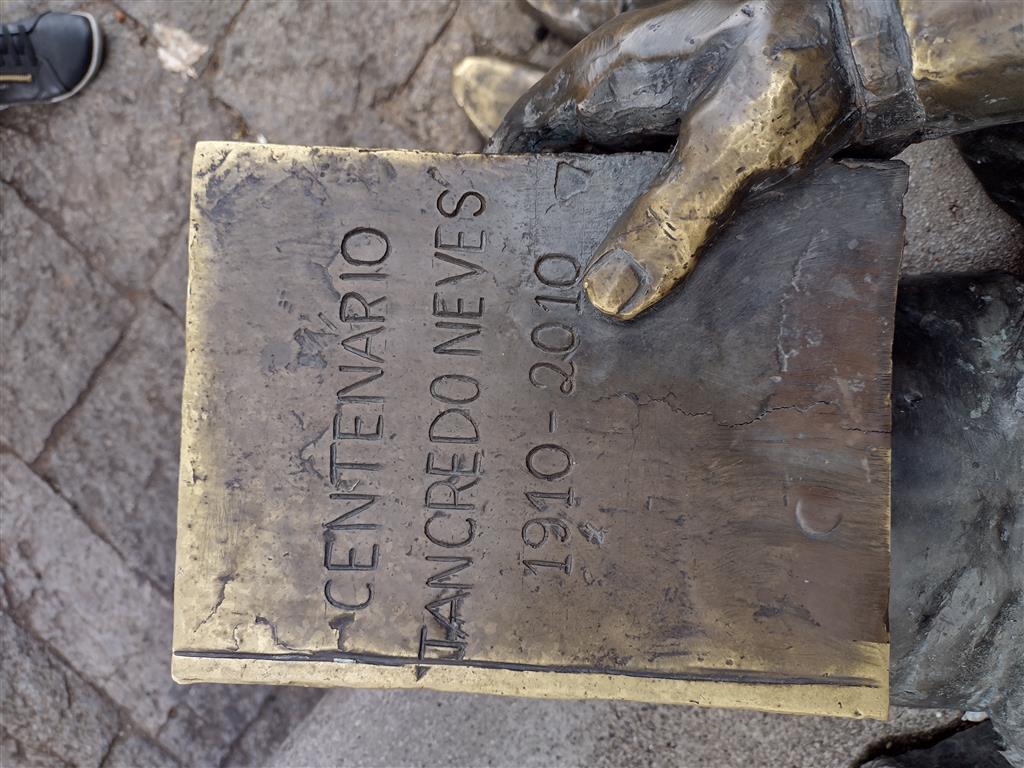 CENTENARIO
TANCREDO NEVES
1910-2010